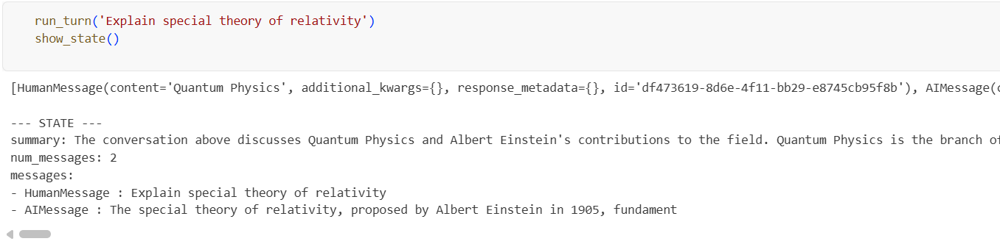 run_turn('Explain special theory of relativity')
show_state()
[HumanMessage(content='Quantum Physics', additional_kwargs={}, response_metadata={}, id='df473619-8d6e-4f11-bb29-e8745cb95f8b'), AIMessage(c
--- STATE ---
summary: The conversation above discusses Quantum Physics and Albert Einstein's contributions to the field. Quantum Physics is the branch of
num_messages: 2
messages:
- HumanMessage : Explain special theory of relativity
- AIMessage : The special theory of relativity, proposed by Albert Einstein in 1905, fundament